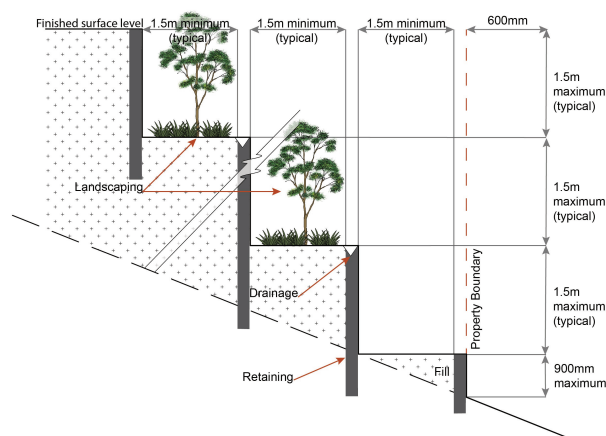 Finished surface level
1.5m minimum
(typical)
1.5m minimum
(typical)
1.5m minimum
(typical)
600mm
1.5m
maximum
(typical)
Landscaping
1.5m
maximum
(typical)
Drainage
Property Boundary
1.5m
maximum
(typical)
Retaining
Fill
900mm
maximum